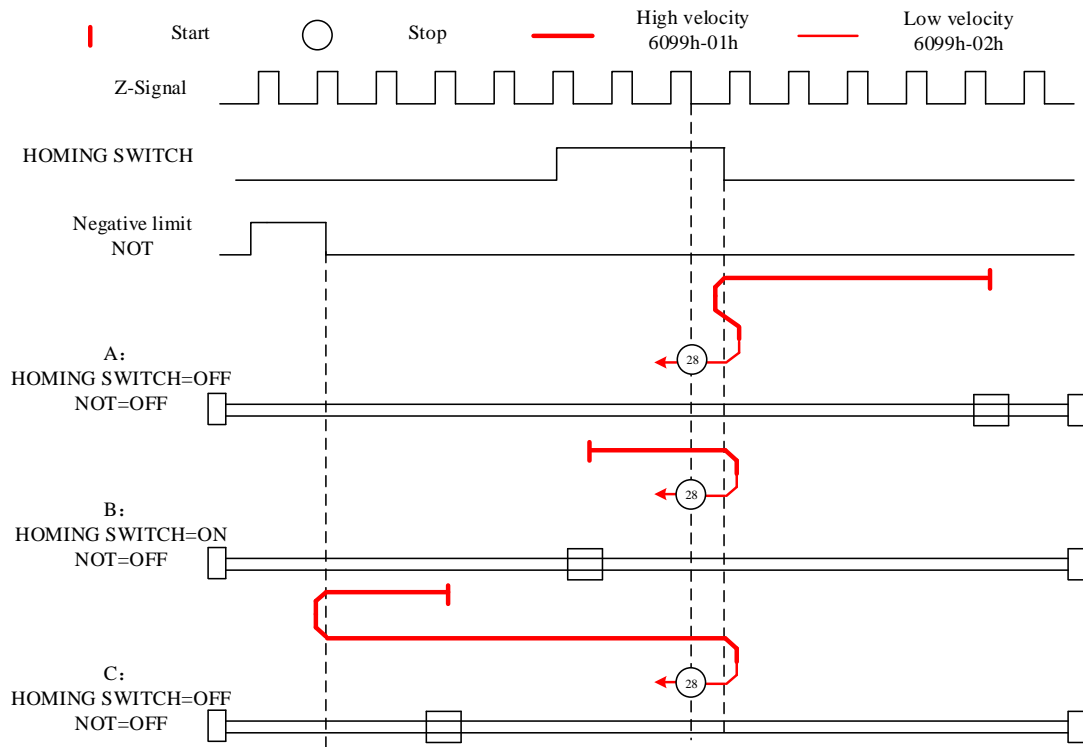 Start
Stop
High velocity
6099h-01h
Low velocity
6099h-02h
Z-Signal
HOMING SWITCH
Negative limit
NOT
28
A：
HOMING SWITCH=OFF
NOT=OFF
28
B：
HOMING SWITCH=ON
NOT=OFF
28
C：
HOMING SWITCH=OFF
NOT=OFF